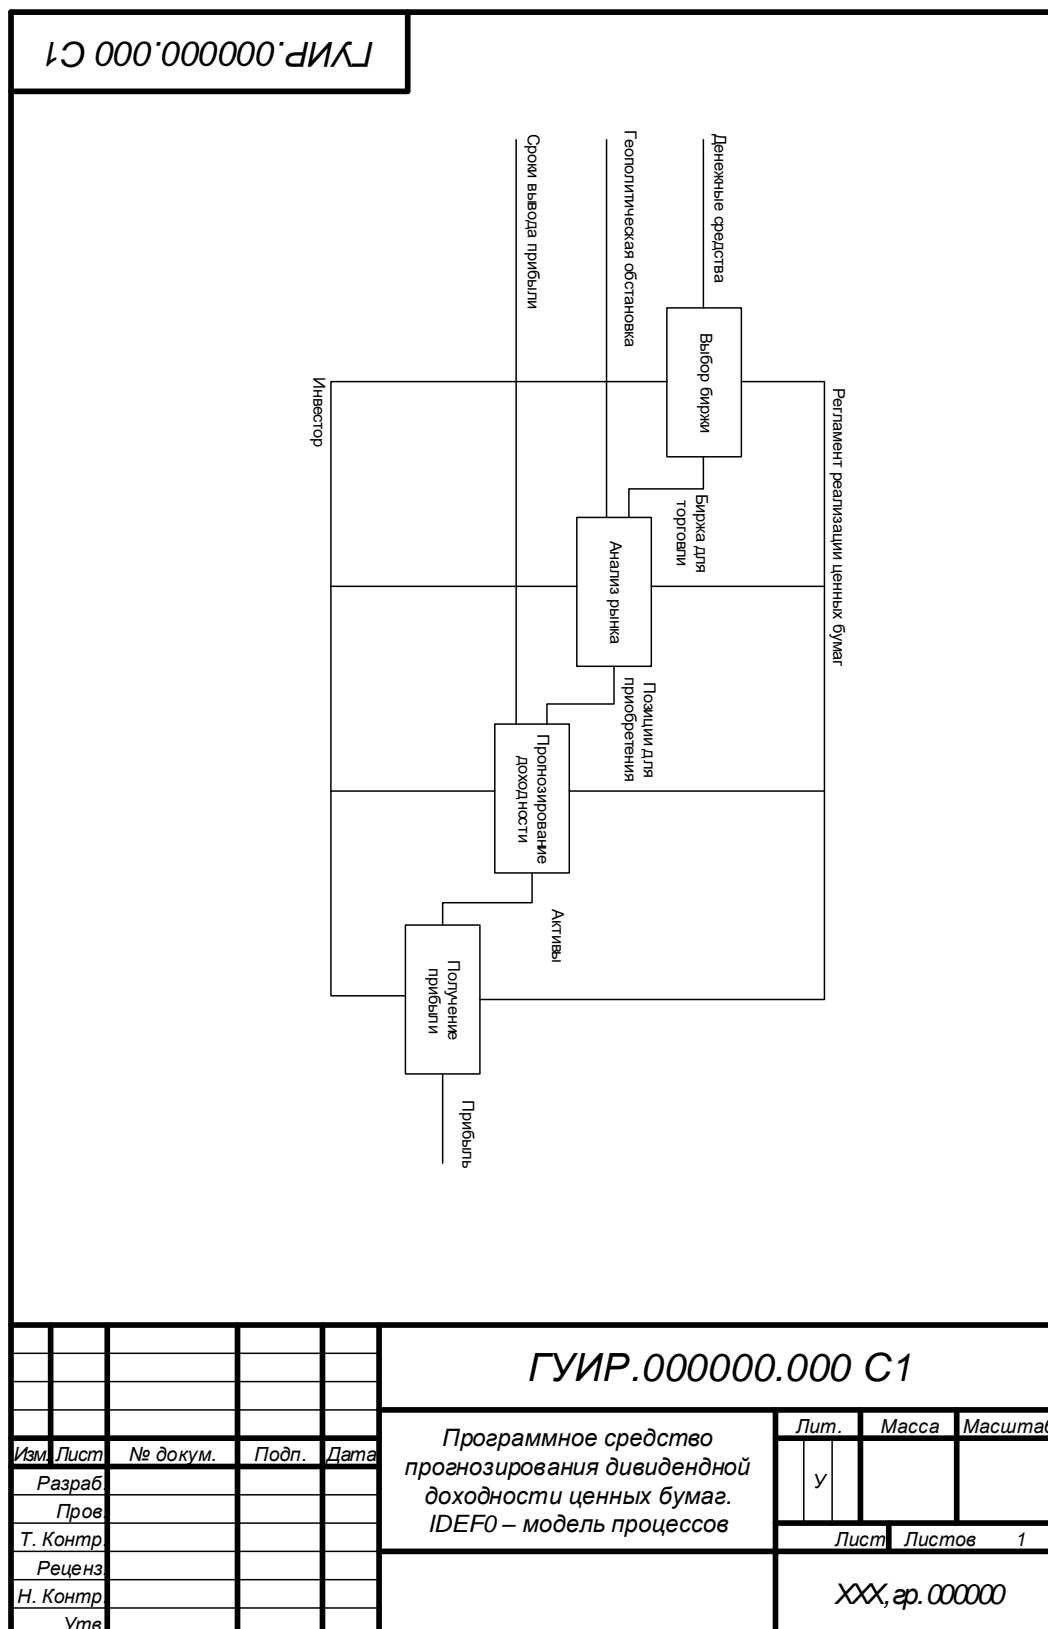 ГУИР.000000.000 С1
Денежные средства
Геополитическая обстановка
Сроки вывода прибыли
Выбор биржи
Регламент реализации ценных бумаг
Инвестор
Биржа для
торговли
Анализ рынка
Позиции для
приобретения
Прогнозирование
доходности
Активы
Получение
прибыли
Прибыль
ГУИР.000000.000 С1
Программное средство
прогнозирования дивидендной
доходности ценных бумаг.
IDEF0 – модель процессов
Лит. Масса Масштаб
У
Лист Листов 1
ХХХ, гр. 000000
Изм. Лист № докум. Подп. Дата
Разраб.
Пров.
Т. Контр.
Реценз.
Н. Контр.
Утв.